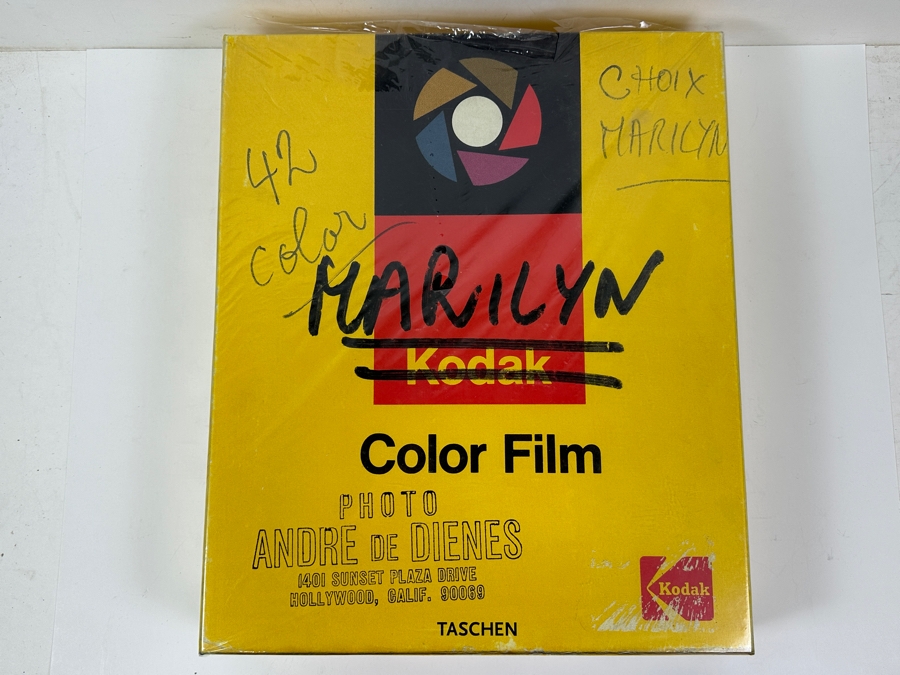 42
color
CHOIX
MARILYN
MARILYN
Kodak
Color Film
PHOTO
ANDRE DE DIENES
1401 SUNSET PLAZA DRIVE
HOLLYWOOD, CALIF. 90069
Kodak
TASCHEN